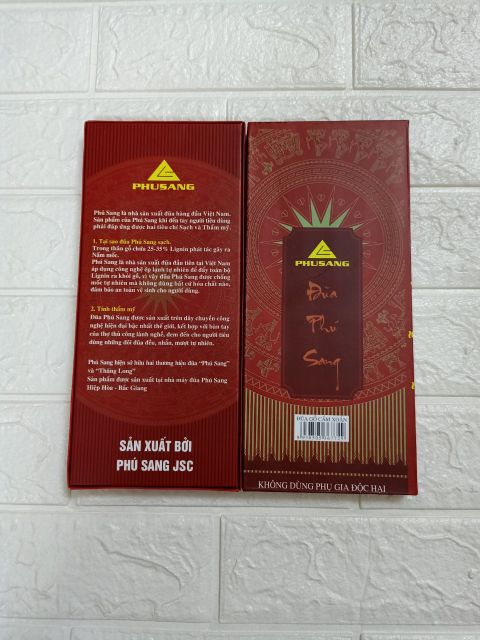 PHUSANG
Phú Sang là nhà sản xuất đũa hàng đầu Việt Nam.
Sản phẩm của Phú Sang khi đến tay người tiêu dùng
phải đáp ứng được hai tiêu chí Sạch và Thẩm mỹ.
1. Tại sao đũa Phú Sang sạch.
Trong thân gỗ chứa 25-35% Lignin phát tác gây ra
Nấm mốc.
Phú Sang là nhà sản xuất đũa đầu tiên tại Việt Nam
áp dụng công nghệ ép lạnh tự nhiên để đẩy toàn bộ
Lignin ra khỏi gỗ, vì vậy đũa Phú Sang được chống
mốc tự nhiên mà không dùng bất cứ hóa chất nào,
đảm bảo an toàn vệ sinh cho người dùng.
2. Tính thẩm mỹ
Đũa Phú Sang được sản xuất trên dây chuyền công
nghệ hiện đại bậc nhất thế giới, kết hợp với bàn tay
của thợ thủ công lành nghề, đem đến cho người tiêu
dùng những đôi đũa đều, nhẵn, mượt tự nhiên.
Phú Sang hiện sở hữu hai thương hiệu đũa “Phú Sang”
và “Thăng Long”
Sản phẩm được sản xuất tại nhà máy đũa Phú Sang
Hiệp Hòa - Bắc Giang
SẢN XUẤT BỞI
PHÚ SANG JSC
PHUSANG
Đũa
Phú
Sang
ĐŨA GỖ CẨM XOẮN
KHÔNG DÙNG PHỤ GIA ĐỘC HẠI